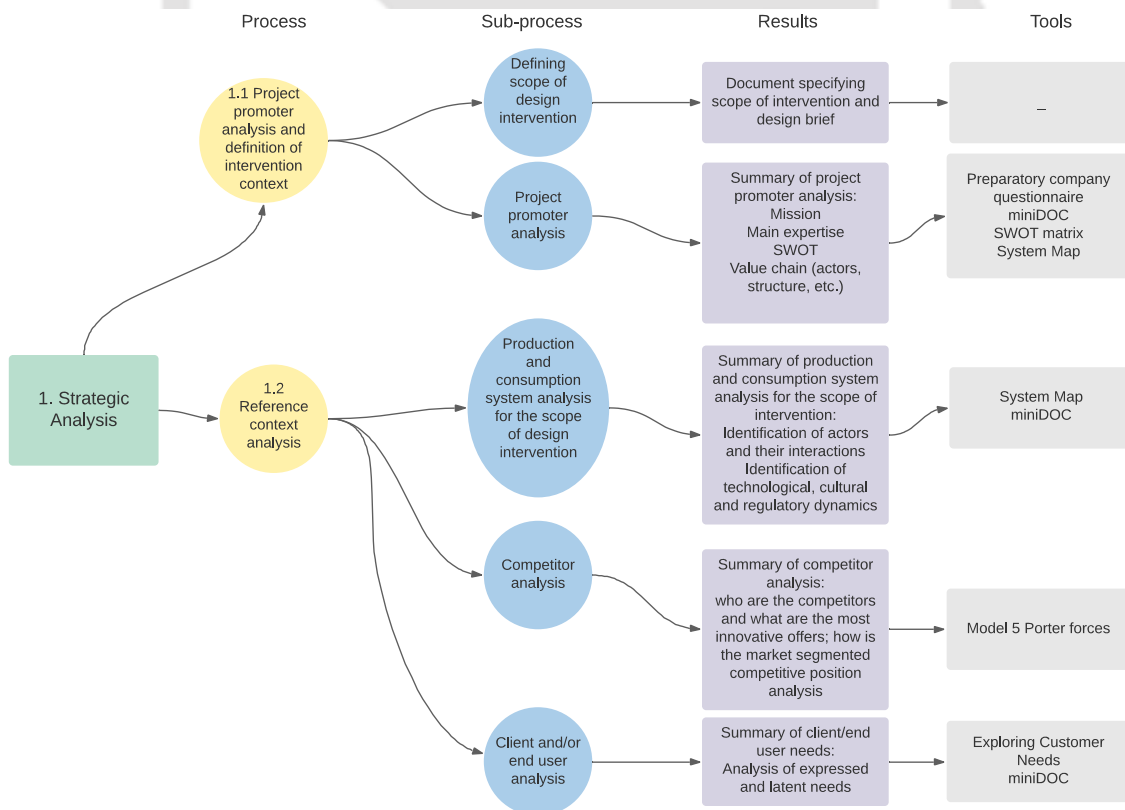 Process
Sub-process
Results
Tools
1. Strategic
Analysis
1.1 Project
promoter
analysis and
definition of
intervention
context
Defining
scope of
design
intervention
Document specifying
scope of intervention and
design brief
–
Project
promoter
analysis
Summary of project
promoter analysis:
Mission
Main expertise
SWOT
Value chain (actors,
structure, etc.)
Preparatory company
questionnaire
miniDOC
SWOT matrix
System Map
1.2
Reference
context
analysis
Production
and
consumption
system analysis
for the scope
of design
intervention
Summary of production
and consumption system
analysis for the scope of
intervention:
Identification of actors
and their interactions
Identification of
technological, cultural
and regulatory dynamics
System Map
miniDOC
Competitor
analysis
Summary of competitor
analysis:
who are the competitors
and what are the most
innovative offers; how is
the market segmented
competitive position
analysis
Model 5 Porter forces
Client and/or
end user
analysis
Summary of client/end
user needs:
Analysis of expressed
and latent needs
Exploring Customer
Needs
miniDOC